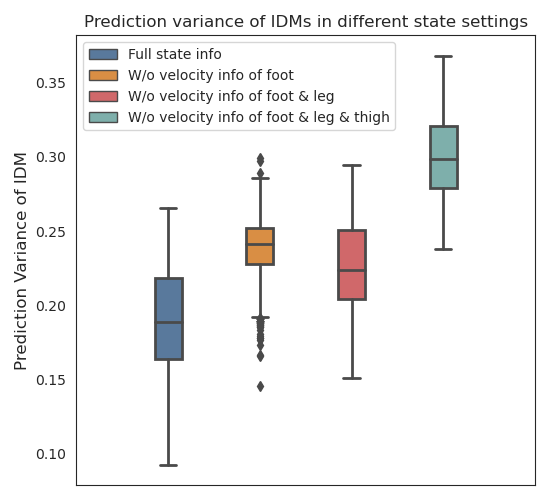 Prediction variance of IDMs in different state settings
Full state info
W/o velocity info of foot
W/o velocity info of foot & leg
W/o velocity info of foot & leg & thigh
Prediction Variance of IDM
0.35
0.30
0.25
0.20
0.15
0.10